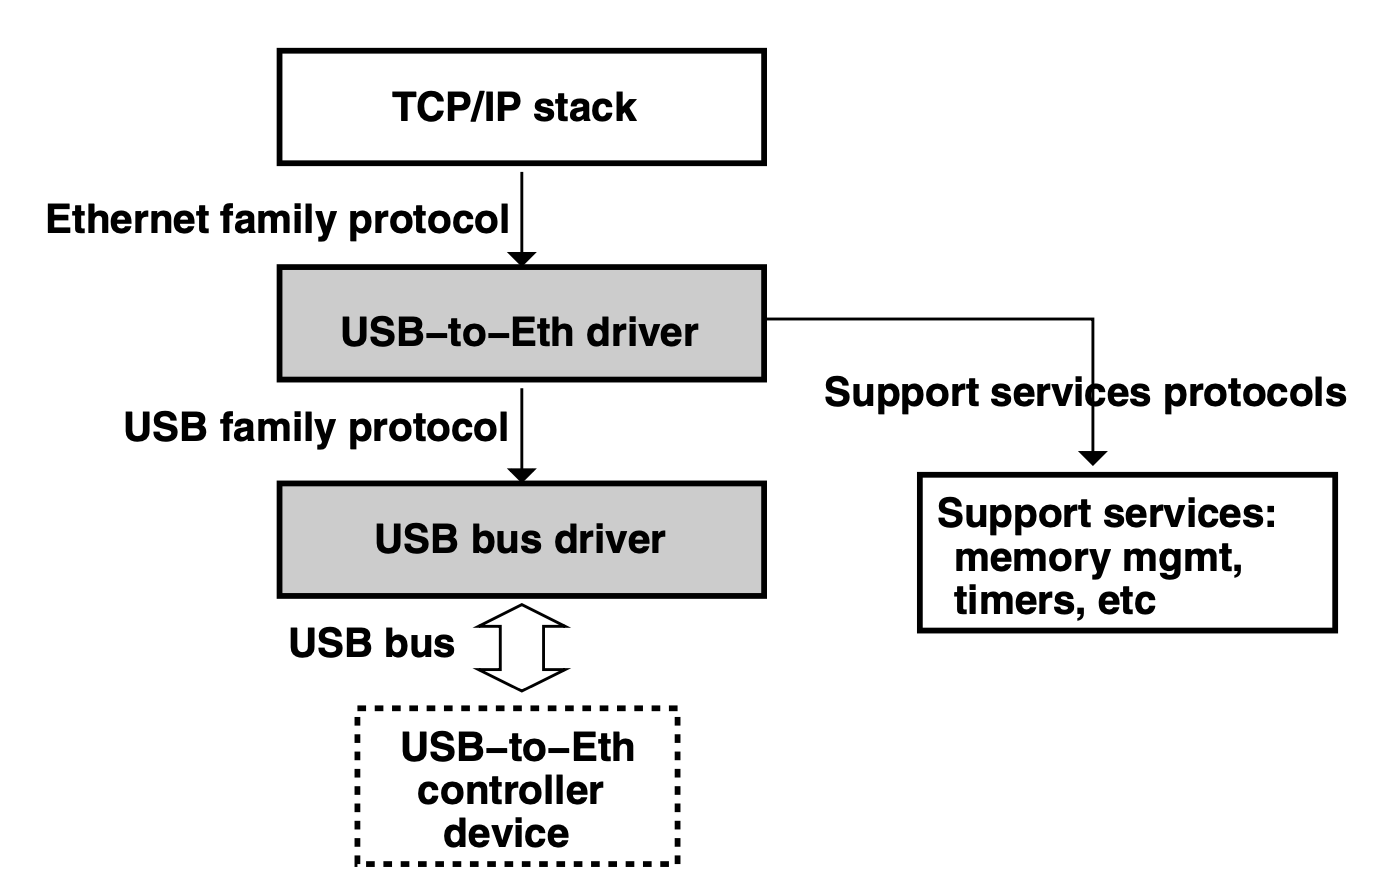 TCP/IP stack
Ethernet family protocol
USB–to–Eth driver
Support services protocols
USB family protocol
Support services:
memory mgmt,
timers, etc
USB bus driver
USB bus
USB–to–Eth
controller
device